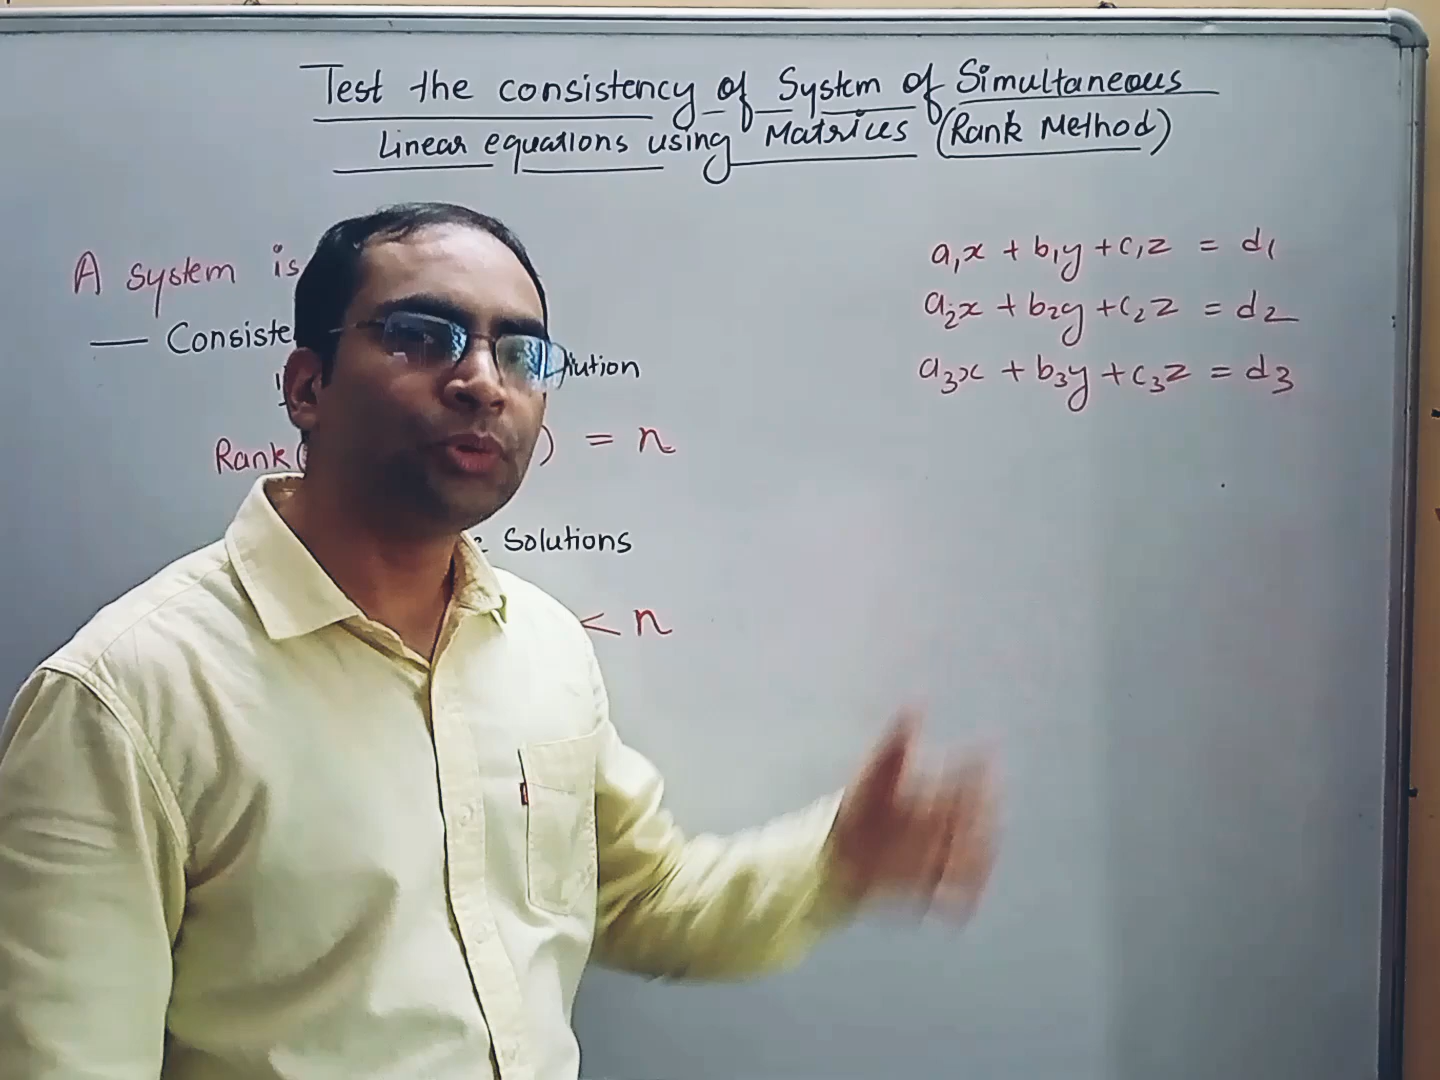 Test the consistency of System of Simultaneous
Linear equations using Matrices (Rank Method)
A system is
— Consiste
lution
Rank( ) = n
Solutions
< n
a₁x + b₁y + c₁z = d₁
a₂x + b₂y + c₂z = d₂
a₃x + b₃y + c₃z = d₃